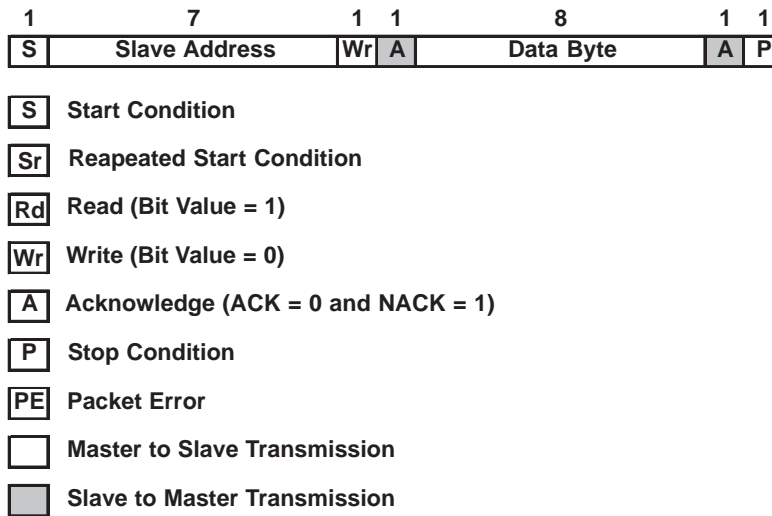 1 7 1 1 8 1 1
S Slave Address Wr A Data Byte A P
S Start Condition
Sr Reapeated Start Condition
Rd Read (Bit Value = 1)
Wr Write (Bit Value = 0)
A Acknowledge (ACK = 0 and NACK = 1)
P Stop Condition
PE Packet Error
Master to Slave Transmission
Slave to Master Transmission